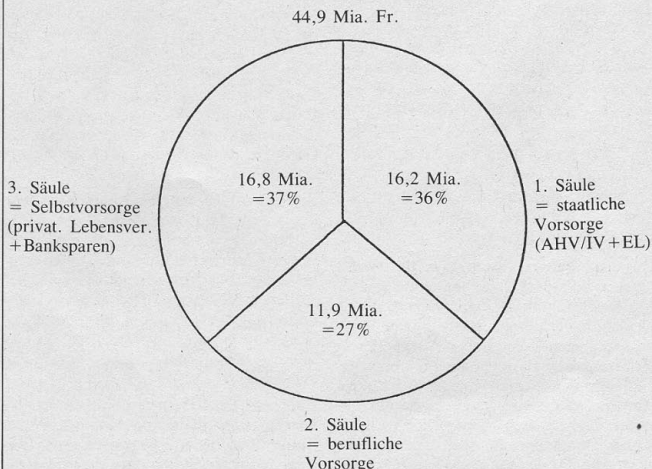 44,9 Mia. Fr.
3. Säule
= Selbstvorsorge
(privat. Lebensver.
+Banksparen)
16,8 Mia.
=37%
16,2 Mia.
=36%
1. Säule
= staatliche
Vorsorge
(AHV/IV+EL)
11,9 Mia.
=27%
2. Säule
= berufliche
Vorsorge